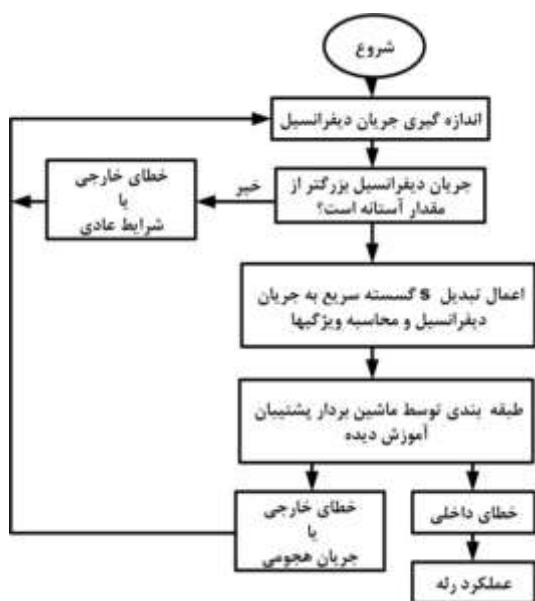 شروع
اندازه گیری جریان دیفرانسیل
جریان دیفرانسیل بزرگتر از
مقدار آستانه است؟
خیر
خطای خارجی
یا
شرایط عادی
اعمال تبدیل s گسسته سریع به جریان
دیفرانسیل و محاسبه ویژگیها
طبقه بندی توسط ماشین بردار پشتیبان
آموزش دیده
خطای خارجی
یا
جریان هجومی
خطای داخلی
عملکرد رله